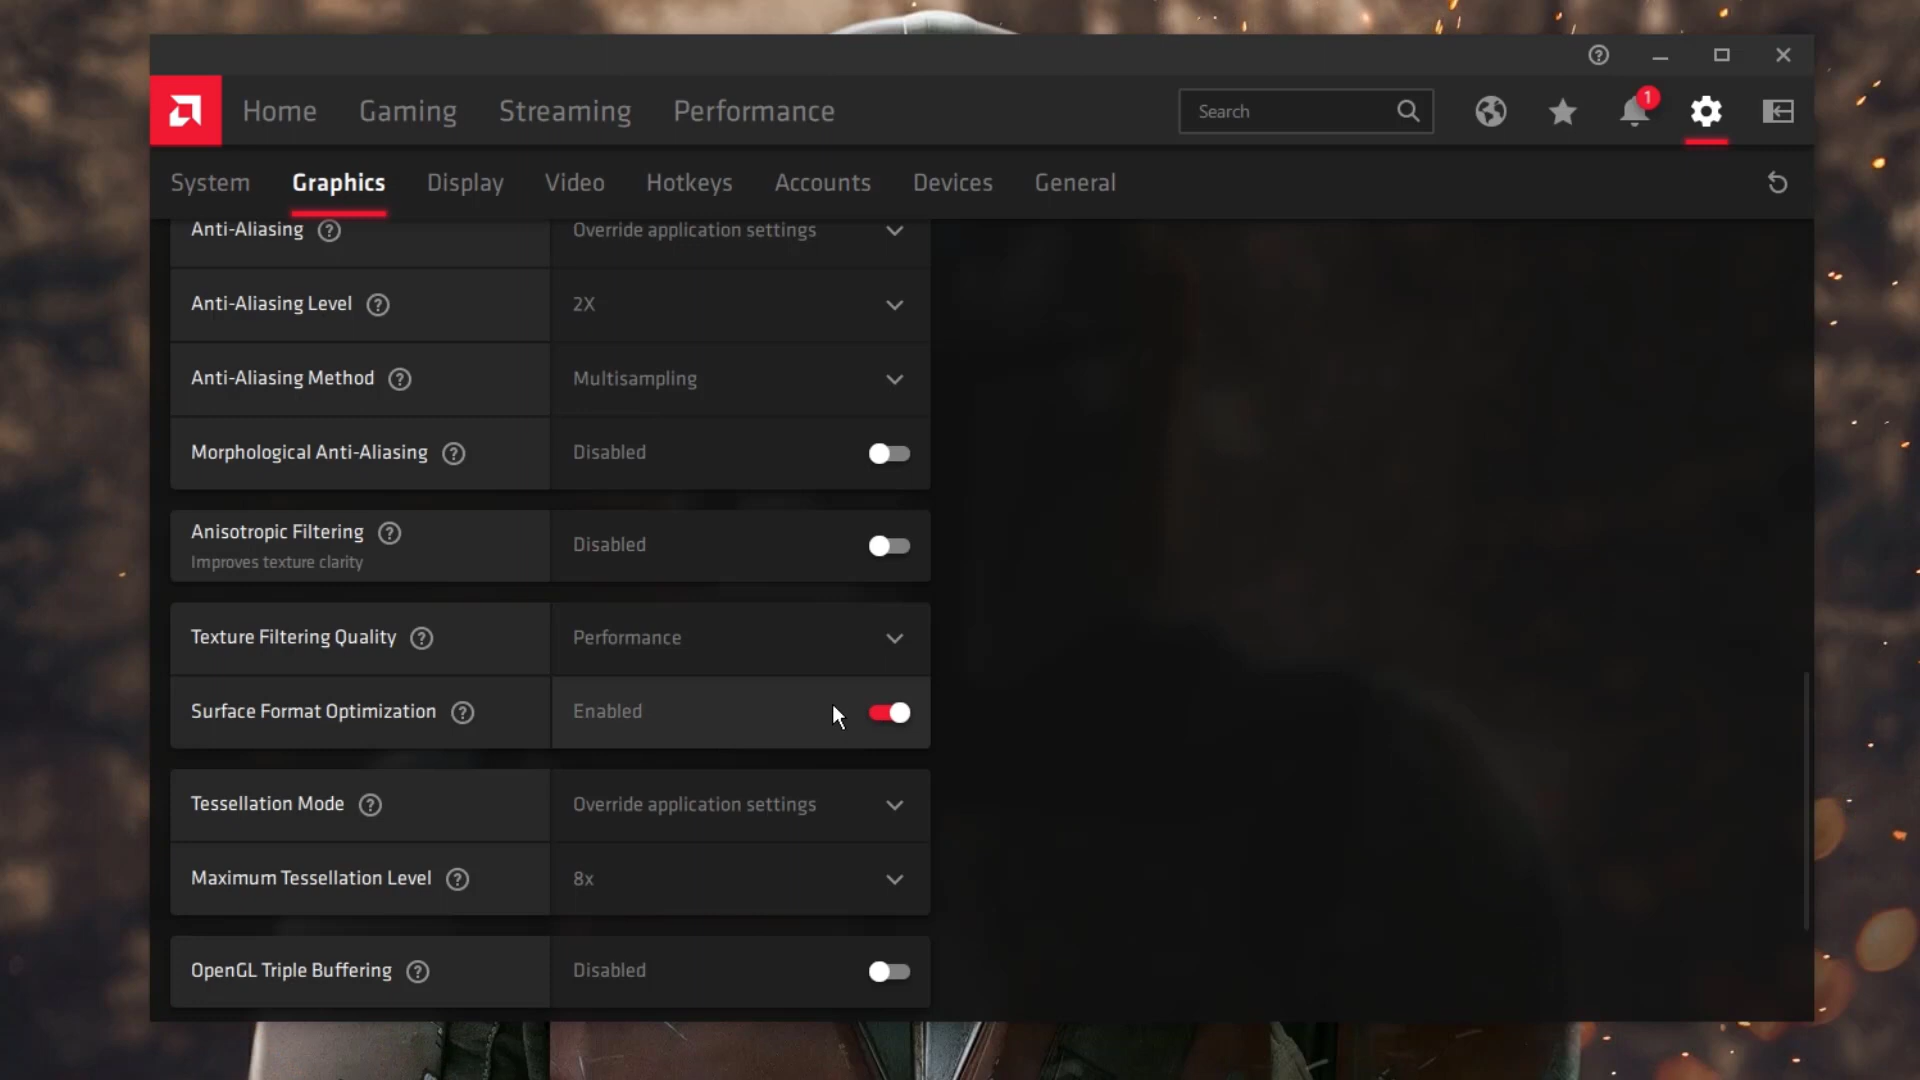 1
Home Gaming Streaming Performance Search
System Graphics Display Video Hotkeys Accounts Devices General
Anti-Aliasing Override application settings
Anti-Aliasing Level 2X
Anti-Aliasing Method Multisampling
Morphological Anti-Aliasing Disabled
Anisotropic Filtering Disabled
Improves texture clarity
Texture Filtering Quality Performance
Surface Format Optimization Enabled
Tessellation Mode Override application settings
Maximum Tessellation Level 8x
OpenGL Triple Buffering Disabled